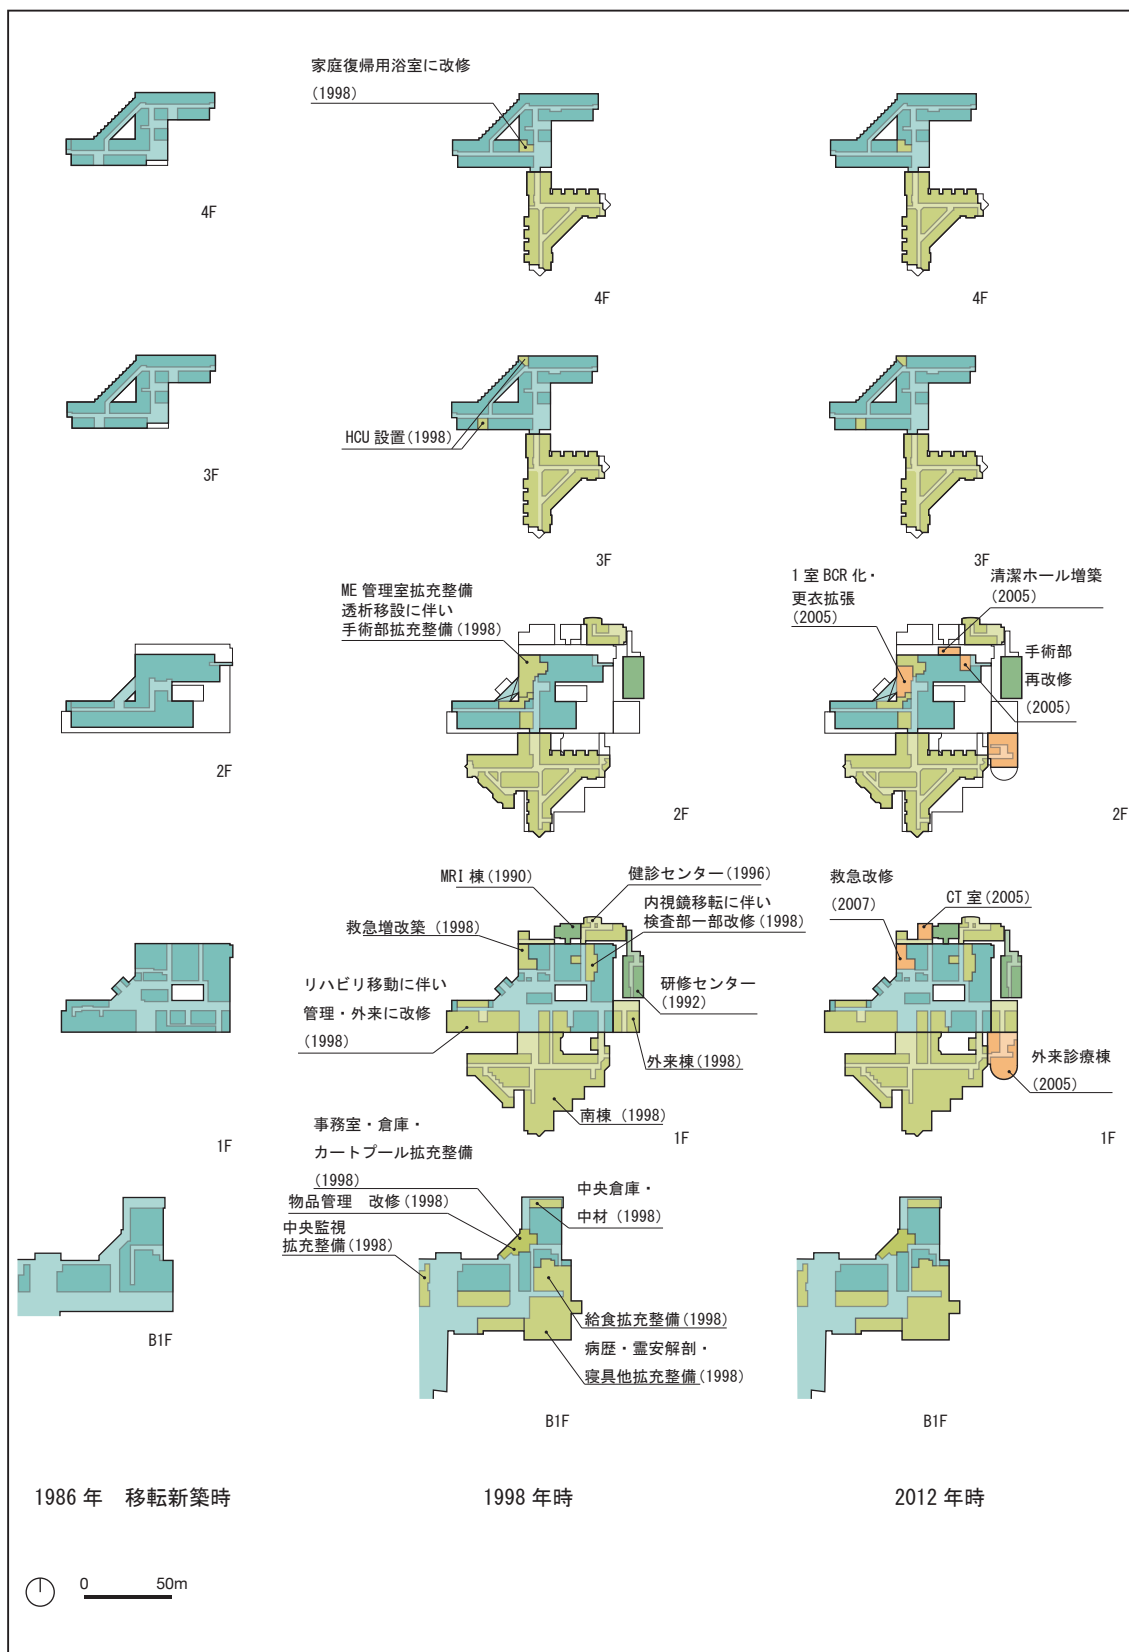 家庭復帰用浴室に改修
(1998)
4F
4F
4F
HCU 設置(1998)
3F
3F
3F
ME 管理室拡充整備
透析移設に伴い
手術部拡充整備(1998)
1 室 BCR 化・
更衣拡張
(2005)
清潔ホール増築
(2005)
手術部
再改修
(2005)
2F
2F
2F
MRI 棟(1990)
健診センター(1996)
内視鏡移転に伴い
検査部一部改修(1998)
救急増改築 (1998)
リハビリ移動に伴い
管理・外来に改修
(1998)
研修センター
(1992)
外来棟(1998)
南棟 (1998)
救急改修
(2007)
CT 室(2005)
外来診療棟
(2005)
1F
1F
1F
事務室・倉庫・
カートプール拡充整備
(1998)
物品管理　改修(1998)
中央監視
拡充整備(1998)
中央倉庫・
中材(1998)
給食拡充整備(1998)
病歴・霊安解剖・
寝具他拡充整備(1998)
B1F
B1F
B1F
1986 年　移転新築時
1998 年時
2012 年時
0 50m